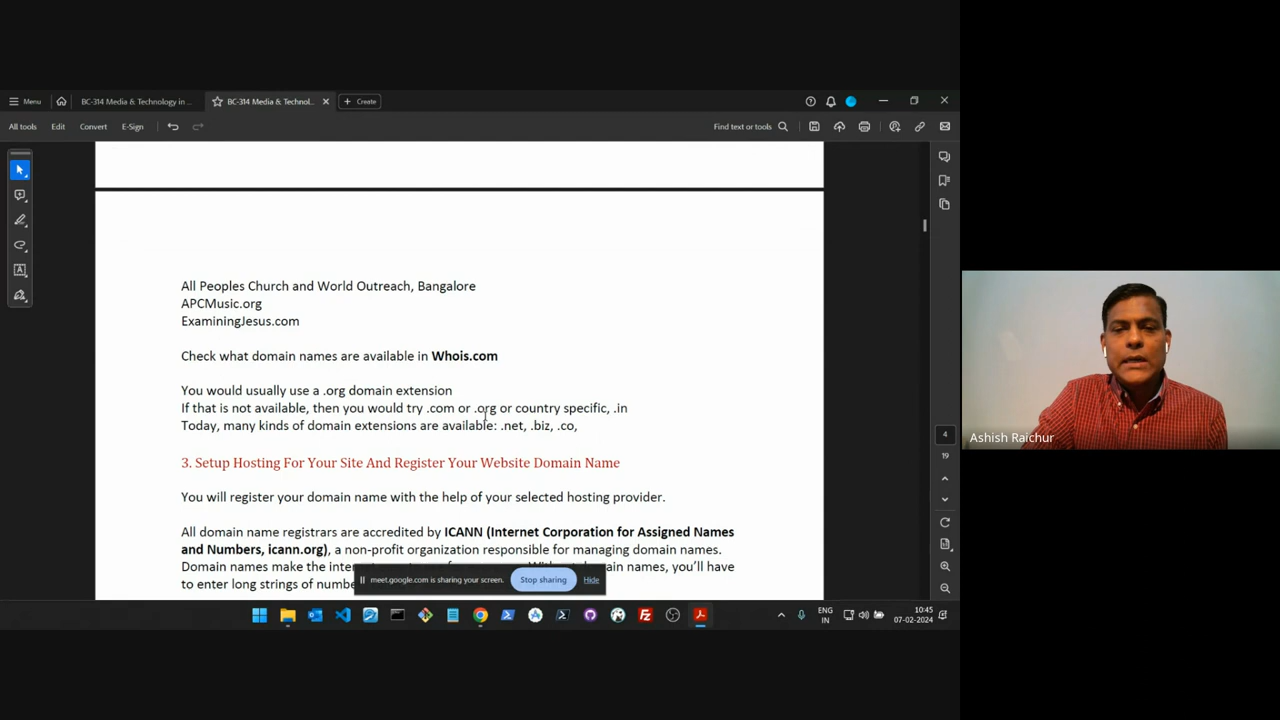 Menu
BC-314 Media & Technology in ...
BC-314 Media & Technol...
Create
All tools
Edit
Convert
E-Sign
Find text or tools
All Peoples Church and World Outreach, Bangalore
APCMusic.org
ExaminingJesus.com
Check what domain names are available in Whois.com
You would usually use a .org domain extension
If that is not available, then you would try .com or .org or country specific, .in
Today, many kinds of domain extensions are available: .net, .biz, .co,
3. Setup Hosting For Your Site And Register Your Website Domain Name
You will register your domain name with the help of your selected hosting provider.
All domain name registrars are accredited by ICANN (Internet Corporation for Assigned Names
and Numbers, icann.org), a non-profit organization responsible for managing domain names.
Domain names make the
main names, you'll have
to enter long strings of
meet.google.com is sharing your screen.
Stop sharing
Hide
4
19
ENG
IN
10:45
07-02-2024
Ashish Raichur